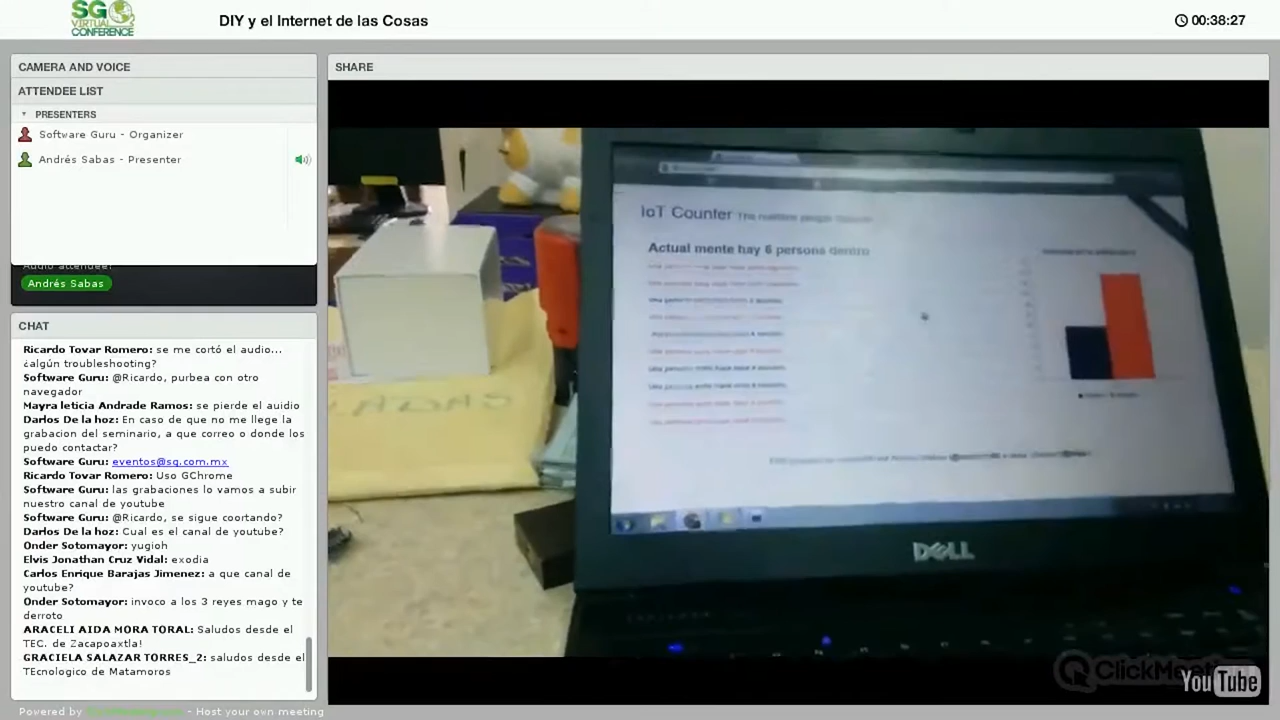 SG
VIRTUAL
CONFERENCE
DIY y el Internet de las Cosas
00:38:27
CAMERA AND VOICE
ATTENDEE LIST
PRESENTERS
Software Guru - Organizer
Andrés Sabas - Presenter
Audio attendee:
Andrés Sabas
CHAT
Ricardo Tovar Romero: se me cortó el audio...
¿algún troubleshooting?
Software Guru: @Ricardo, purbea con otro
navegador
Mayra leticia Andrade Ramos: se pierde el auidio
Darlos De la hoz: En caso de que no me llege la
grabacion del seminario, a que correo o donde los
puedo contactar?
Software Guru: eventos@sg.com.mx
Ricardo Tovar Romero: Uso GChrome
Software Guru: las grabaciones lo vamos a subir
nuestro canal de youtube
Software Guru: @Ricardo, se sigue coortando?
Darlos De la hoz: Cual es el canal de youtube?
Onder Sotomayor: yugioh
Elvis Jonathan Cruz Vidal: exodia
Carlos Enrique Barajas Jimenez: a que canal de
youtube?
Onder Sotomayor: invoco a los 3 reyes mago y te
derroto
ARACELI AIDA MORA TORAL: Saludos desde el
TEC. de Zacapoaxtla!
GRACIELA SALAZAR TORRES_2: saludos desde el
TEcnologico de Matamoros
Powered by - Host your own meeting
SHARE
IoT Counter
Actual mente hay 6 persons dentro
DELL
ClickMeeting
YouTube